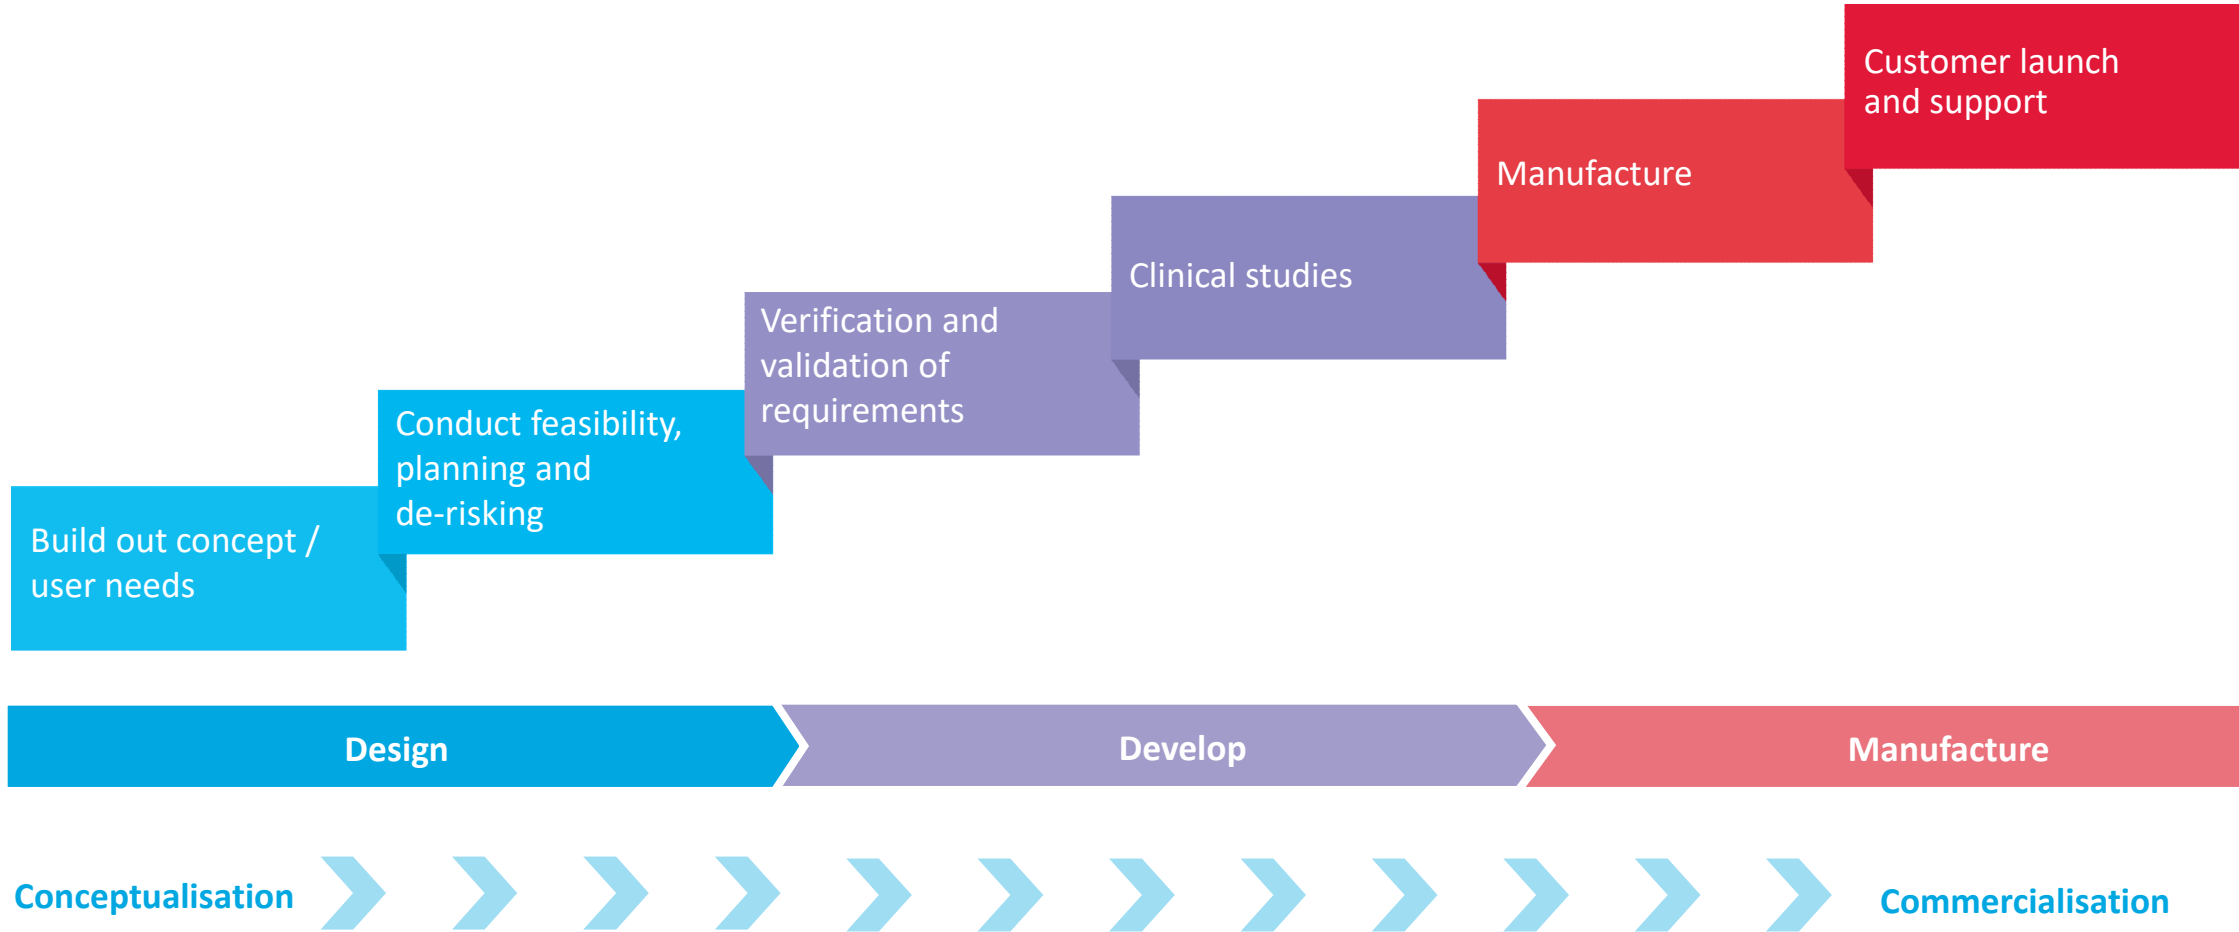 Customer launch
and support
Manufacture
Clinical studies
Verification and
validation of
requirements
Conduct feasibility,
planning and
de-risking
Build out concept /
user needs
Design
Develop
Manufacture
Conceptualisation
Commercialisation